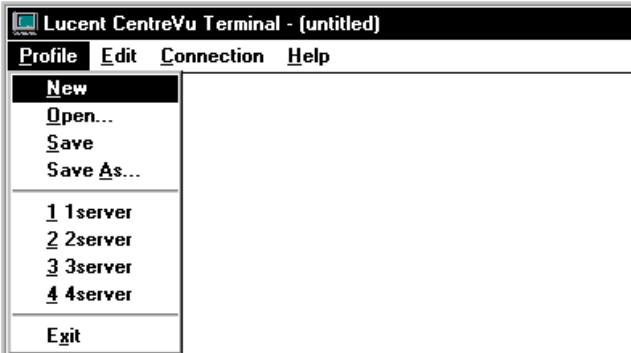 Lucent CentreVu Terminal - (untitled)
Profile Edit Connection Help
New
Open...
Save
Save As...
1 1server
2 2server
3 3server
4 4server
Exit